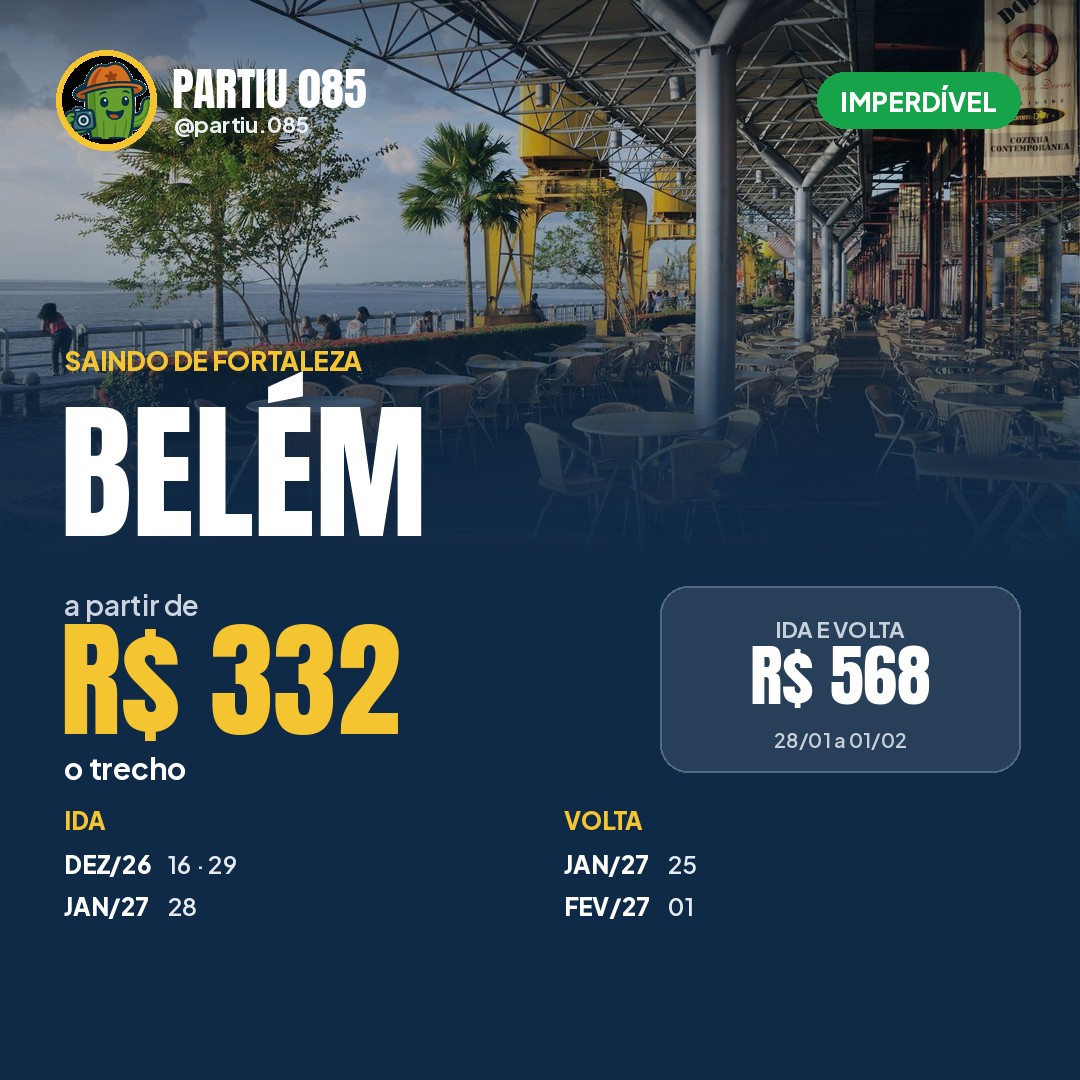 PARTIU 085
@partiu.085
IMPERDÍVEL
COZINHA
CONTEMPORÂNEA
SAINDO DE FORTALEZA
BELÉM
a partir de
R$ 332
o trecho
IDA E VOLTA
R$ 568
28/01 a 01/02
IDA
DEZ/26 16 · 29
JAN/27 28
VOLTA
JAN/27 25
FEV/27 01